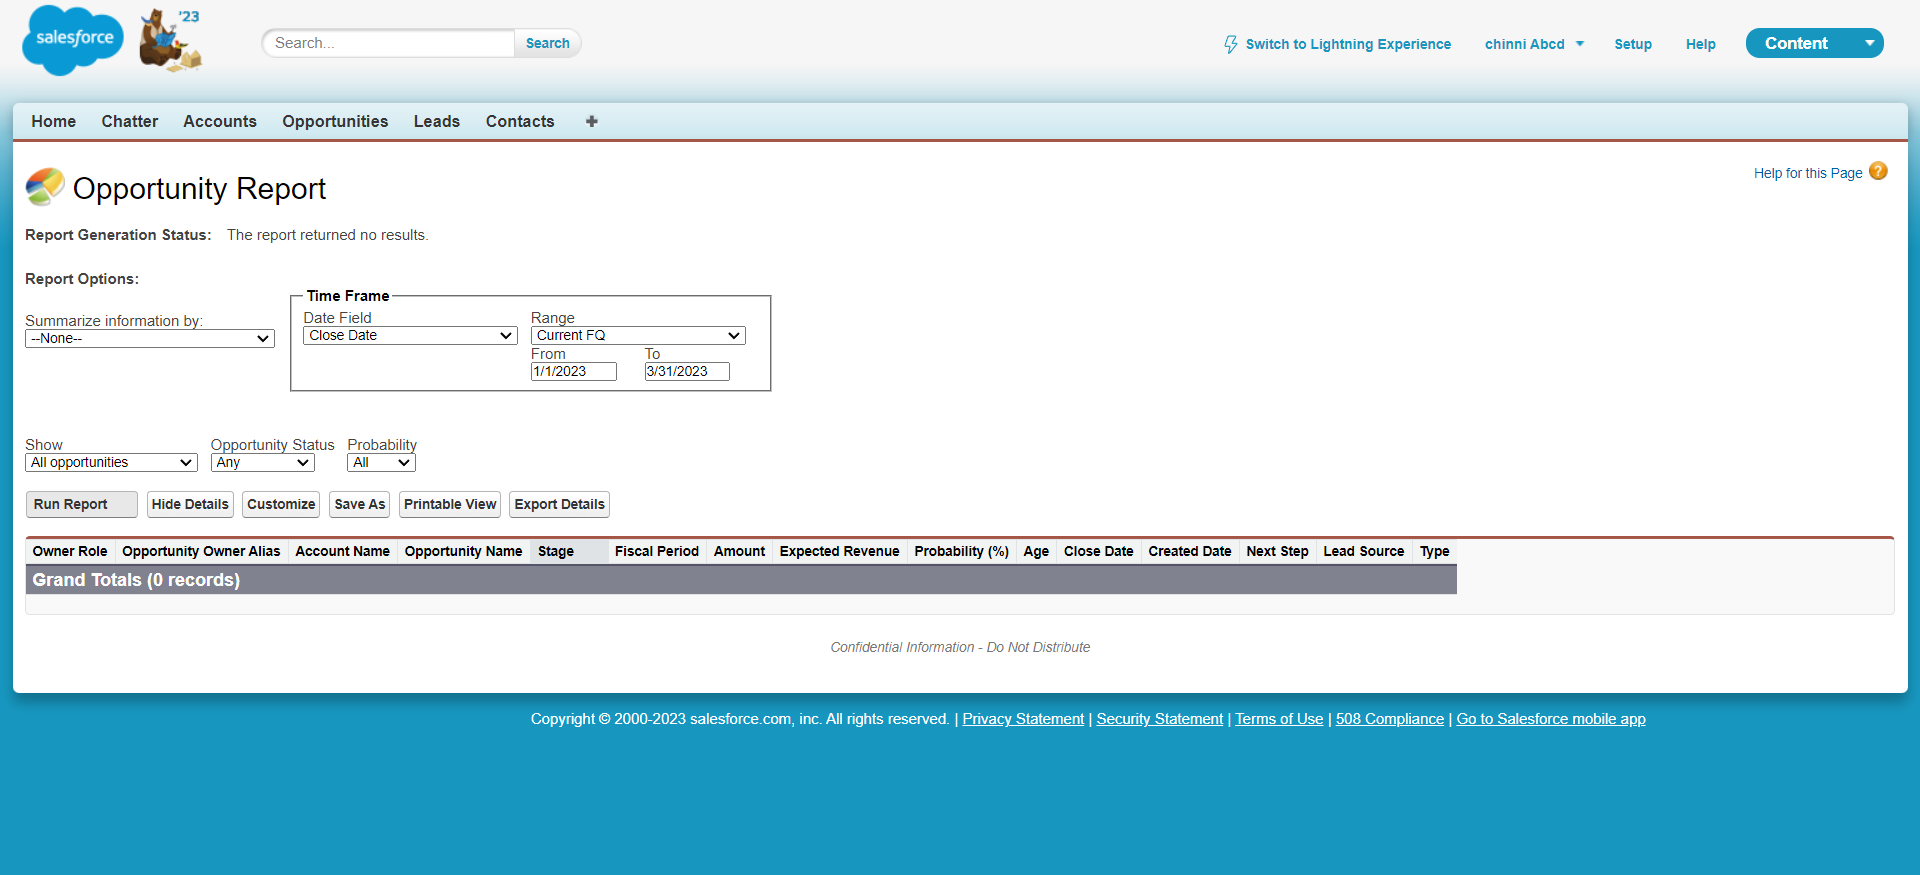 salesforce
'23
Search...
Search
Switch to Lightning Experience
chinni Abcd
Setup
Help
Content
Home Chatter Accounts Opportunities Leads Contacts
Help for this Page
?
Opportunity Report
Report Generation Status: The report returned no results.
Report Options:
Time Frame
Summarize information by:
--None--
Date Field Range
Close Date Current FQ
From To
1/1/2023 3/31/2023
Show Opportunity Status Probability
All opportunities Any All
Run Report Hide Details Customize Save As Printable View Export Details
Owner Role Opportunity Owner Alias Account Name Opportunity Name Stage Fiscal Period Amount Expected Revenue Probability (%) Age Close Date Created Date Next Step Lead Source Type
Grand Totals (0 records)
Confidential Information - Do Not Distribute
Copyright © 2000-2023 salesforce.com, inc. All rights reserved. | Privacy Statement | Security Statement | Terms of Use | 508 Compliance | Go to Salesforce mobile app